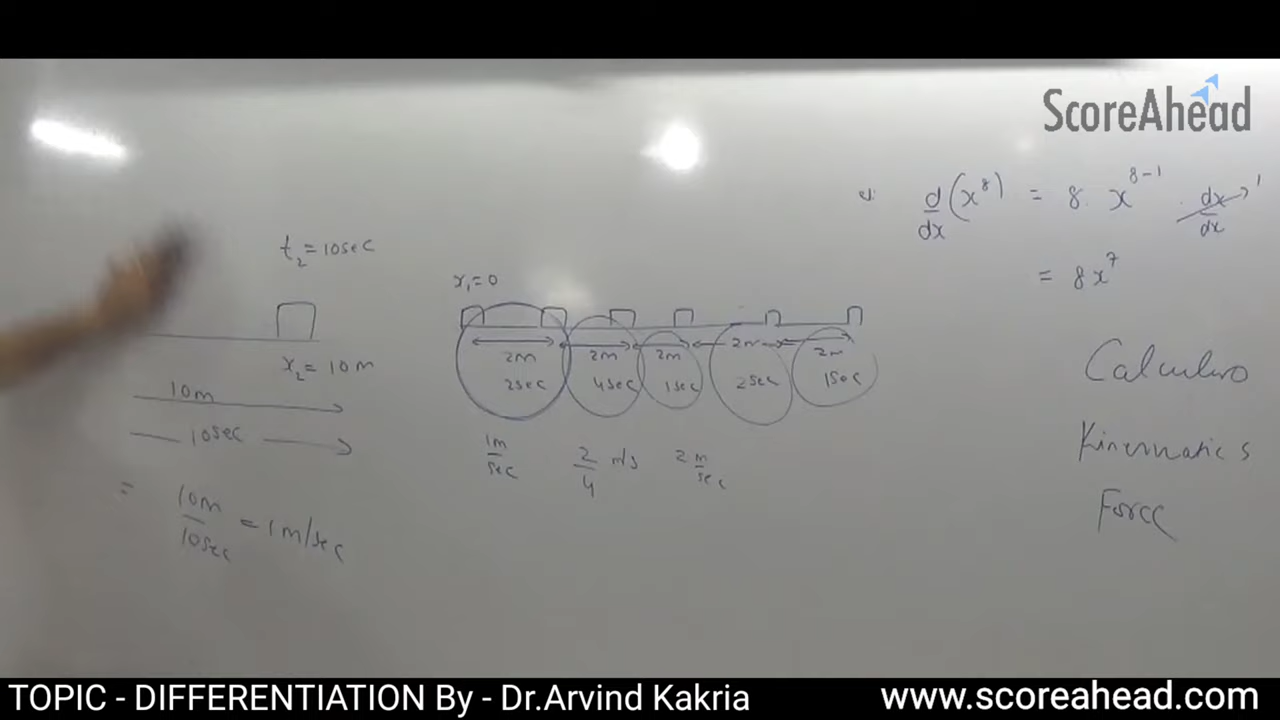 ScoreAhead
d/dx (x^8) = 8. x^(8-1) . dx/dx 1
= 8x^7
t2 = 10sec
x2 = 10m
10m
10sec
= 10m/10sec = 1m/sec
x1 = 0
2m 2m 2m 2m 2m
2sec 4sec 1sec 2sec 1sec
1m/sec 2/4 m/s 2 m/sec
Calculus
Kinematics
Force
TOPIC - DIFFERENTIATION By - Dr.Arvind Kakria
www.scoreahead.com